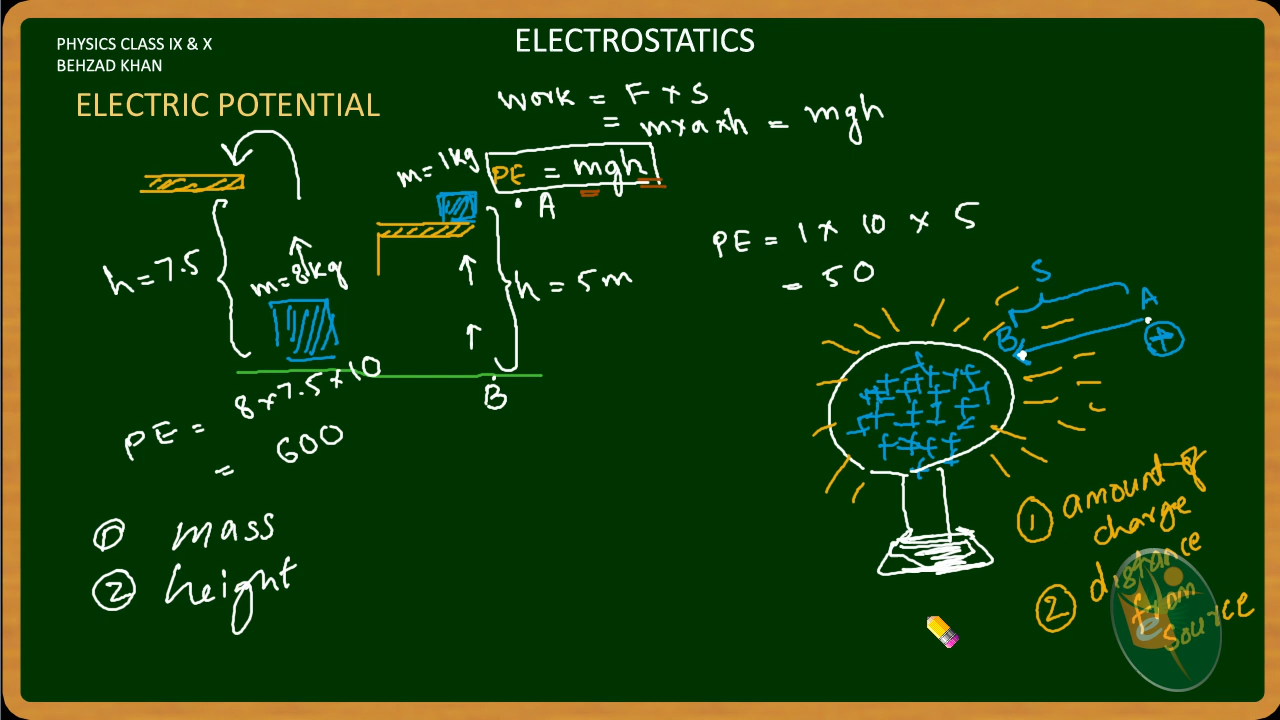 PHYSICS CLASS IX & X
BEHZAD KHAN
ELECTROSTATICS
ELECTRIC POTENTIAL
Work = F x S
= m x a x h = mgh
PE = mgh
m = 1kg
A
h = 5m
B
h = 7.5
m = 8kg
PE = 8 x 7.5 x 10
= 600
① mass
② height
PE = 1 x 10 x 5
= 50
S
A
B
+
① amount of
charge
② distance
from
source